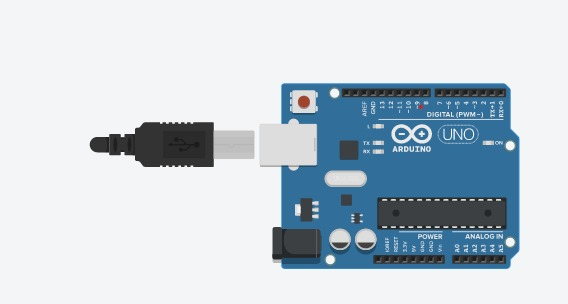 AREF
GND
13
12
~11
~10
~9
8
7
~6
~5
4
~3
2
TX→1
RX←0
DIGITAL (PWM~)
L
TX
RX
UNO
ON
ARDUINO
POWER
ANALOG IN
IOREF
RESET
3.3V
5V
GND
GND
Vin
A0
A1
A2
A3
A4
A5